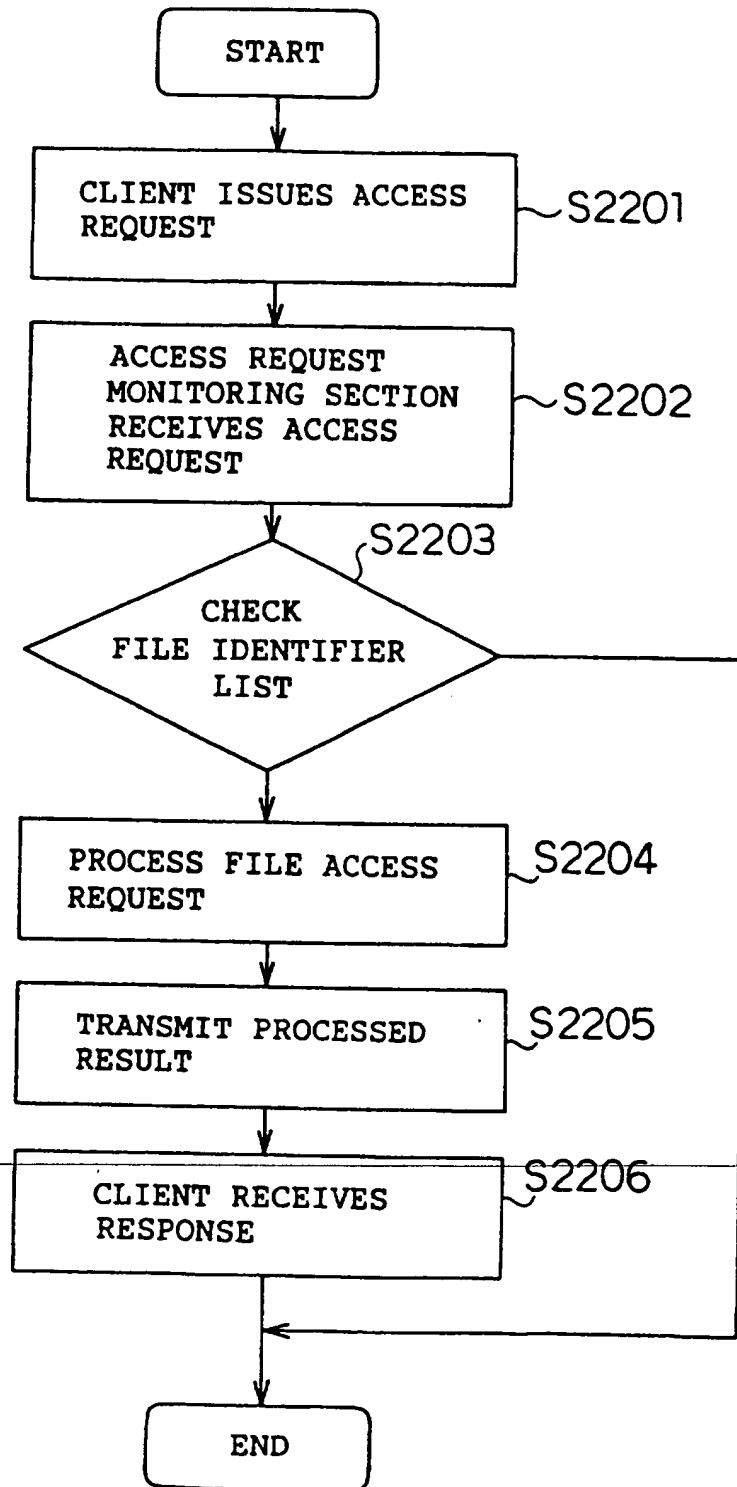 START
CLIENT ISSUES ACCESS
REQUEST
S2201
ACCESS REQUEST
MONITORING SECTION
RECEIVES ACCESS
REQUEST
S2202
S2203
CHECK
FILE IDENTIFIER
LIST
PROCESS FILE ACCESS
REQUEST
S2204
TRANSMIT PROCESSED
RESULT
S2205
CLIENT RECEIVES
RESPONSE
S2206
END